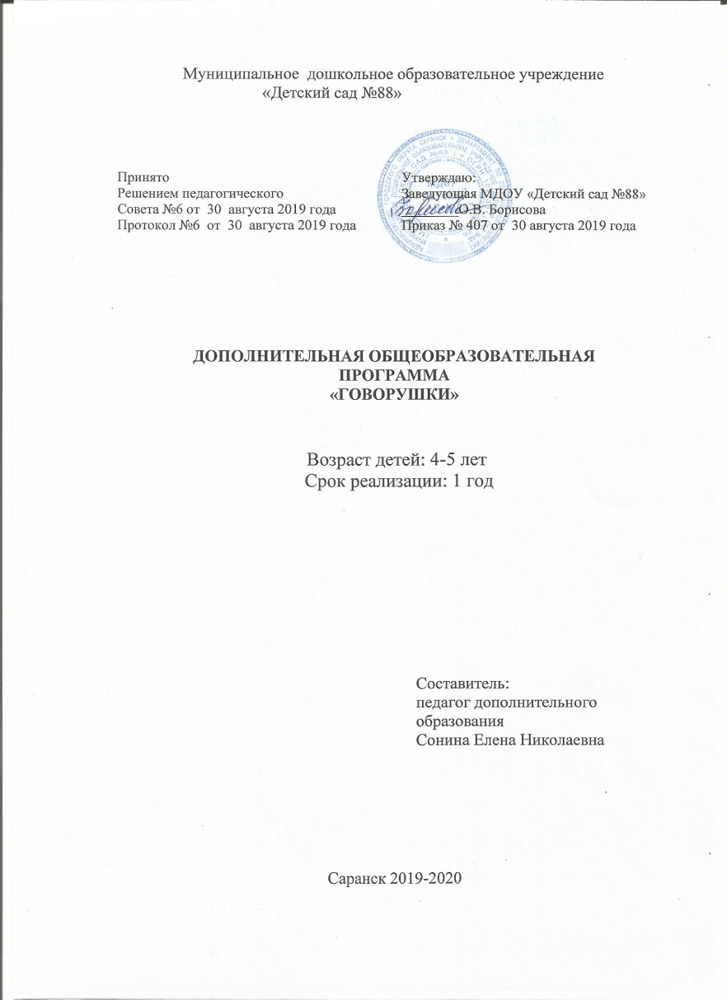 Муниципальное дошкольное образовательное учреждение
«Детский сад №88»
Принято
Решением педагогического
Совета №6 от 30 августа 2019 года
Протокол №6 от 30 августа 2019 года
Утверждаю:
Заведующая МДОУ «Детский сад №88»
О.В. Борисова
Приказ № 407 от 30 августа 2019 года
ДОПОЛНИТЕЛЬНАЯ ОБЩЕОБРАЗОВАТЕЛЬНАЯ
ПРОГРАММА
«ГОВОРУШКИ»
Возраст детей: 4-5 лет
Срок реализации: 1 год
Составитель:
педагог дополнительного
образования
Сонина Елена Николаевна
Саранск 2019-2020